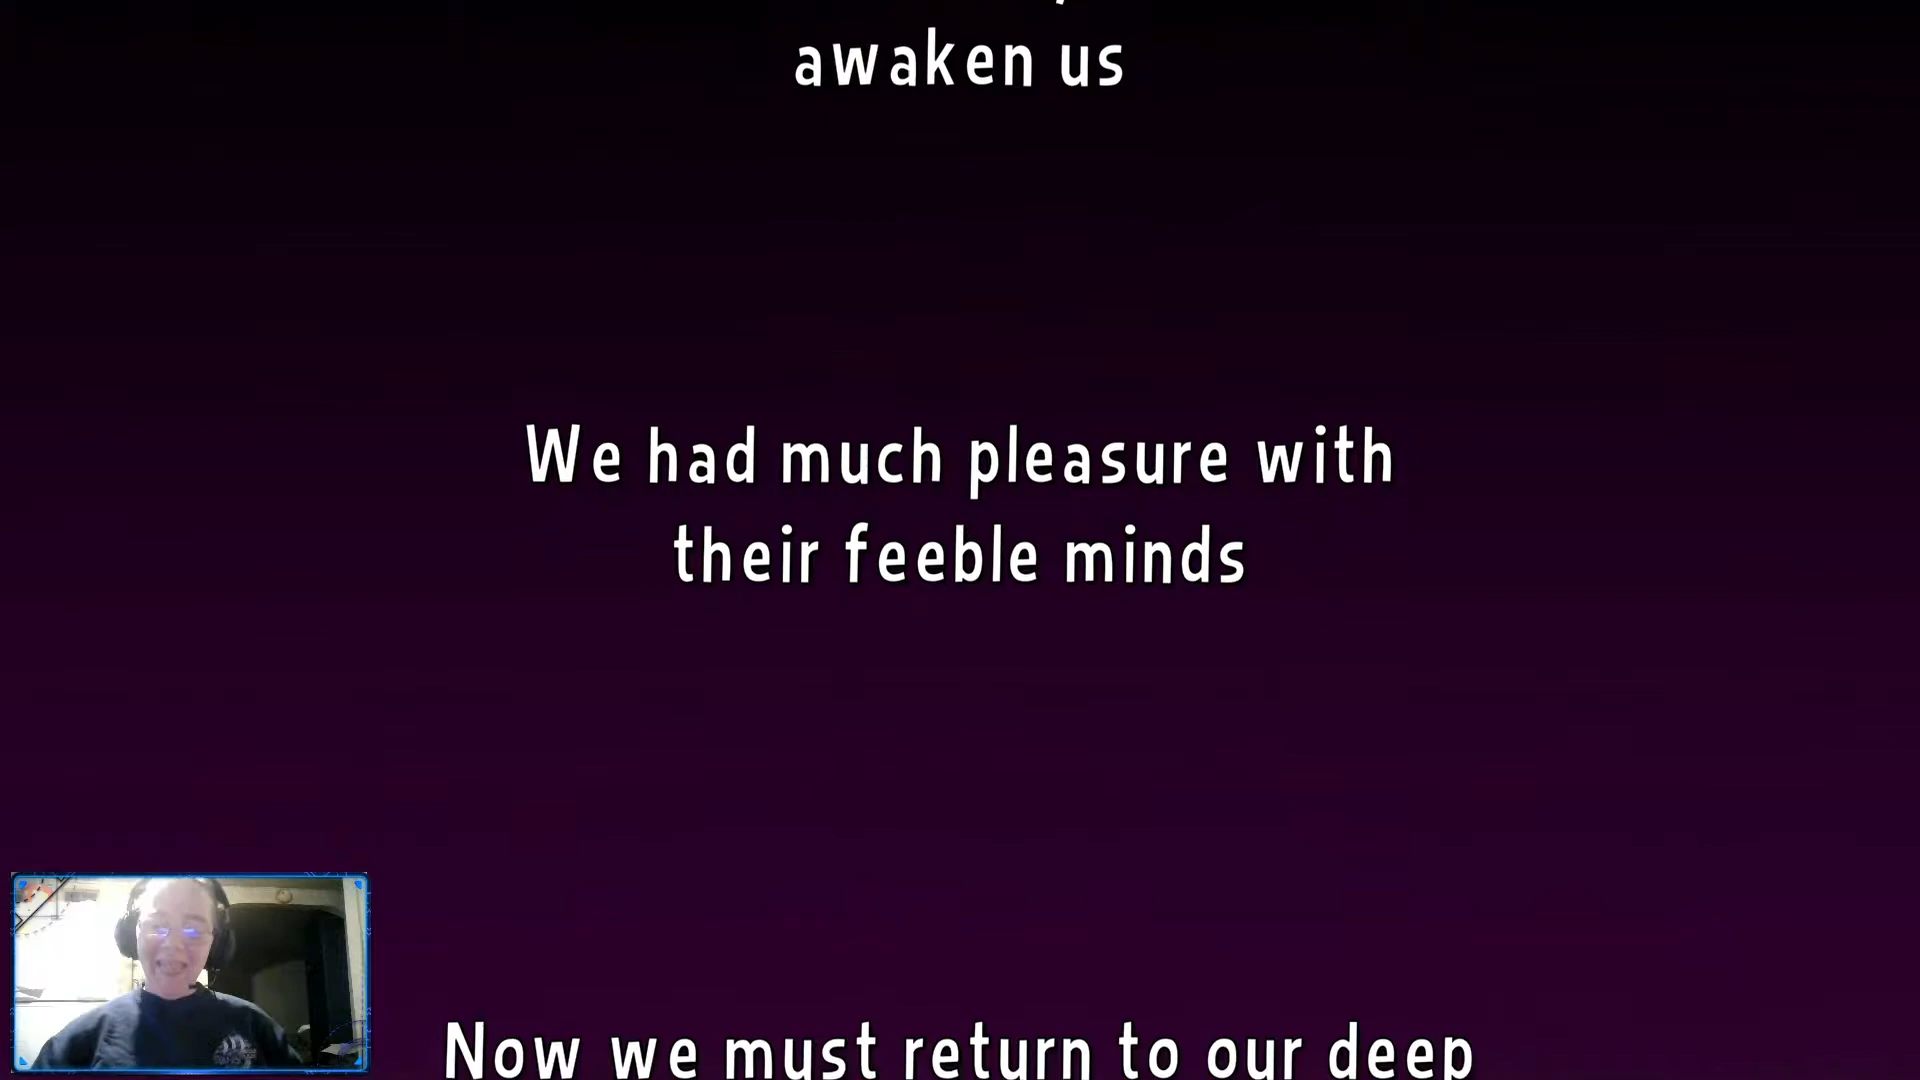 awaken us
We had much pleasure with
their feeble minds
Now we must return to our deep